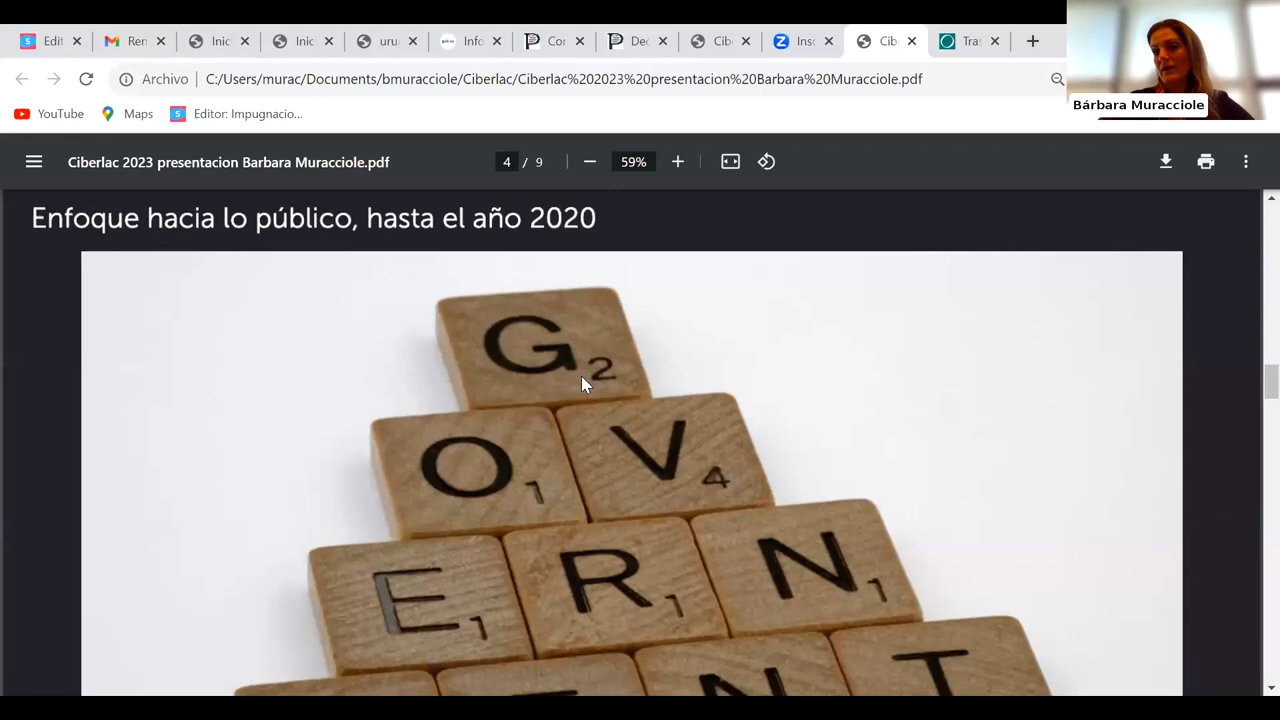 Edit
Ren
Inic
Inic
uru
Info
Cor
Dec
Cib
Insc
Cib
Tra
Archivo
C:/Users/murac/Documents/bmuracciole/Ciberlac/Ciberlac%202023%20presentacion%20Barbara%20Muracciole.pdf
Bárbara Muracciole
YouTube
Maps
Editor: Impugnacio...
Ciberlac 2023 presentacion Barbara Muracciole.pdf
4 / 9
59%
Enfoque hacia lo público, hasta el año 2020
G2
O1 V4
E1 R1 N1
N T